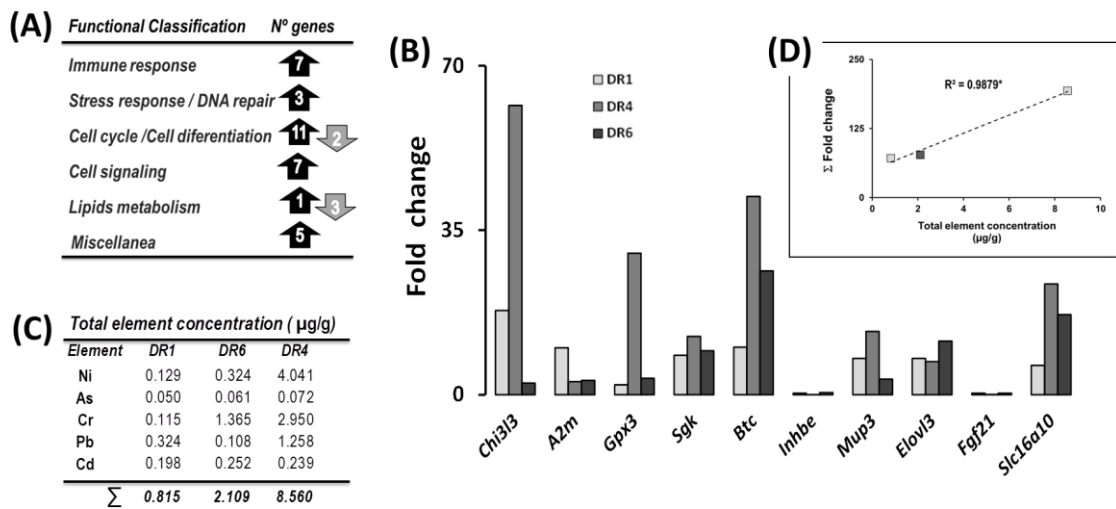 (A)
Functional Classification Nº genes
Immune response 7
Stress response / DNA repair 3
Cell cycle /Cell diferentiation 11 2
Cell signaling 7
Lipids metabolism 1 3
Miscellanea 5
(B)
70
35
0
Fold change
DR1
DR4
DR6
Chi3l3
A2m
Gpx3
Sgk
Btc
Inhbe
Mup3
Elovl3
Fgf21
Slc16a10
(C)
Total element concentration ( µg/g)
Element DR1 DR6 DR4
Ni 0.129 0.324 4.041
As 0.050 0.061 0.072
Cr 0.115 1.365 2.950
Pb 0.324 0.108 1.258
Cd 0.198 0.252 0.239
∑ 0.815 2.109 8.560
(D)
250
125
0
Σ Fold change
R² = 0.9879*
0 2 4 6 8 10
Total element concentration
(µg/g)